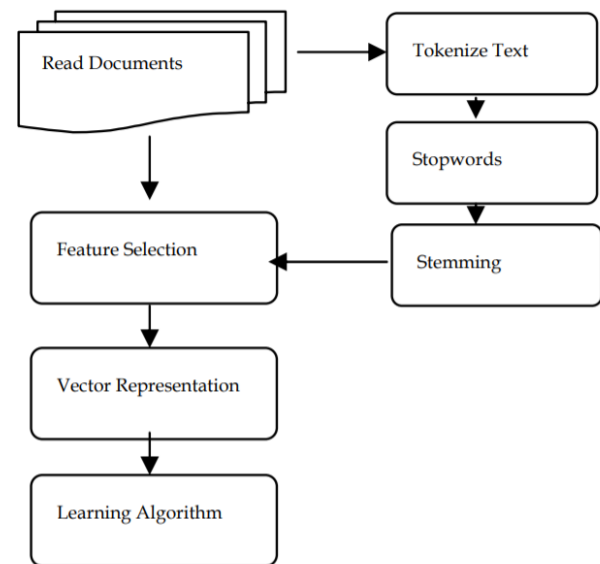 Read Documents
Tokenize Text
Stopwords
Stemming
Feature Selection
Vector Representation
Learning Algorithm